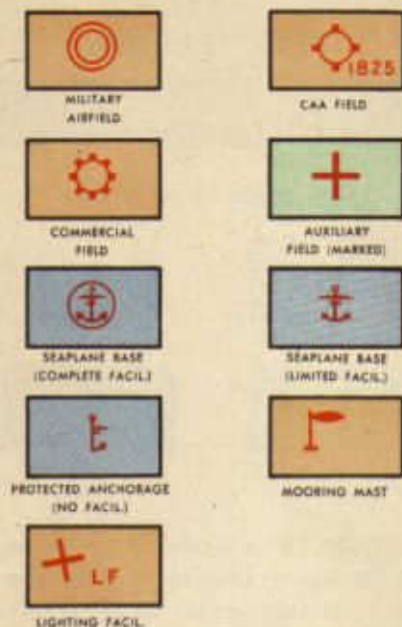 1825
MILITARY
AIRFIELD
CAA FIELD
COMMERCIAL
FIELD
AUXILIARY
FIELD (MARKED)
SEAPLANE BASE
(COMPLETE FACIL.)
SEAPLANE BASE
(LIMITED FACIL.)
PROTECTED ANCHORAGE
(NO FACIL.)
MOORING MAST
LF
LIGHTING FACIL.